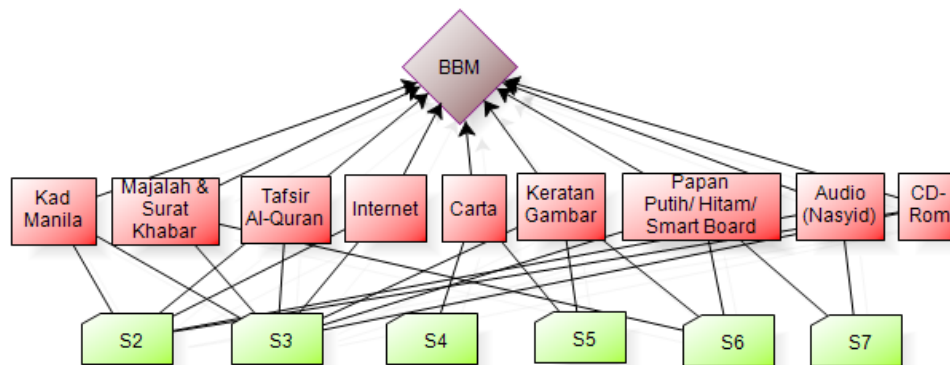 BBM
Kad
Manila
Majalah &
Surat
Khabar
Tafsir
Al-Quran
Internet
Carta
Keratan
Gambar
Papan
Putih/ Hitam/
Smart Board
Audio
(Nasyid)
CD-
Rom
S2
S3
S4
S5
S6
S7